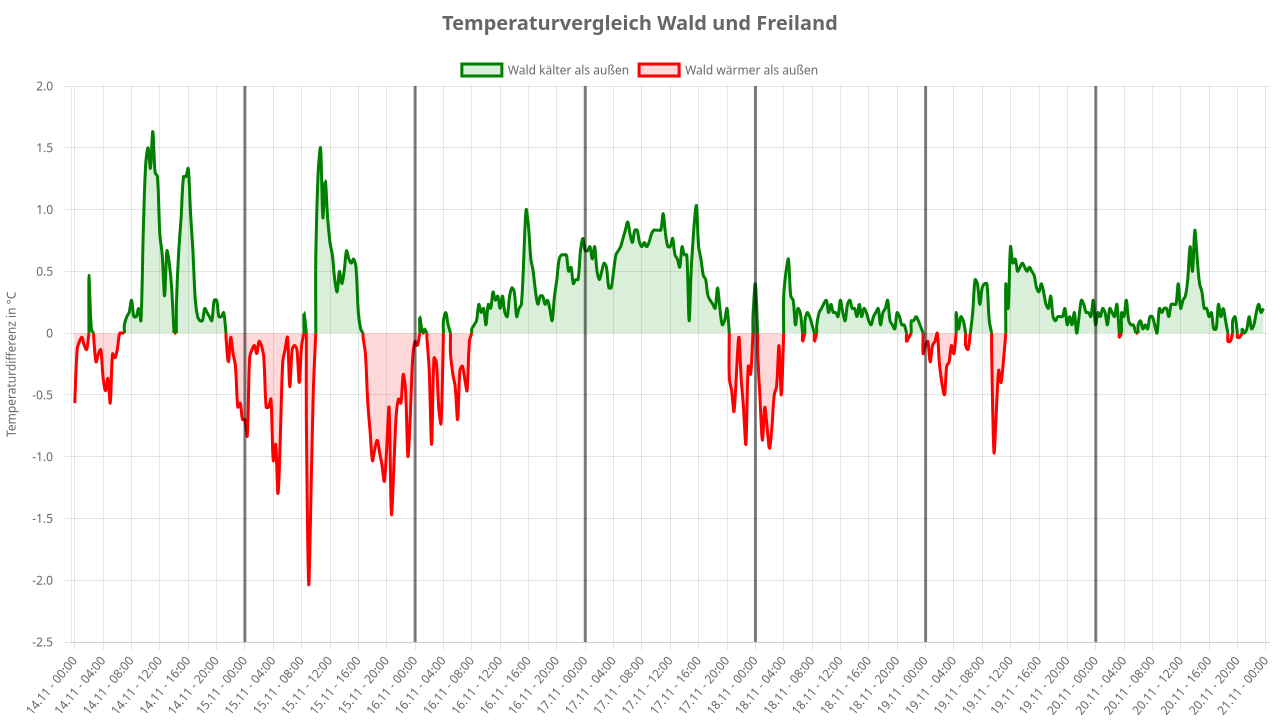 Temperaturvergleich Wald und Freiland
Wald kälter als außen
Wald wärmer als außen
Temperaturdifferenz in °C
2.0
1.5
1.0
0.5
0
-0.5
-1.0
-1.5
-2.0
-2.5
14.11 - 00:00
14.11 - 04:00
14.11 - 08:00
14.11 - 12:00
14.11 - 16:00
14.11 - 20:00
15.11 - 00:00
15.11 - 04:00
15.11 - 08:00
15.11 - 12:00
15.11 - 16:00
15.11 - 20:00
16.11 - 00:00
16.11 - 04:00
16.11 - 08:00
16.11 - 12:00
16.11 - 16:00
16.11 - 20:00
17.11 - 00:00
17.11 - 04:00
17.11 - 08:00
17.11 - 12:00
17.11 - 16:00
17.11 - 20:00
18.11 - 00:00
18.11 - 04:00
18.11 - 08:00
18.11 - 12:00
18.11 - 16:00
18.11 - 20:00
19.11 - 00:00
19.11 - 04:00
19.11 - 08:00
19.11 - 12:00
19.11 - 16:00
19.11 - 20:00
20.11 - 00:00
20.11 - 04:00
20.11 - 08:00
20.11 - 12:00
20.11 - 16:00
20.11 - 20:00
21.11 - 00:00